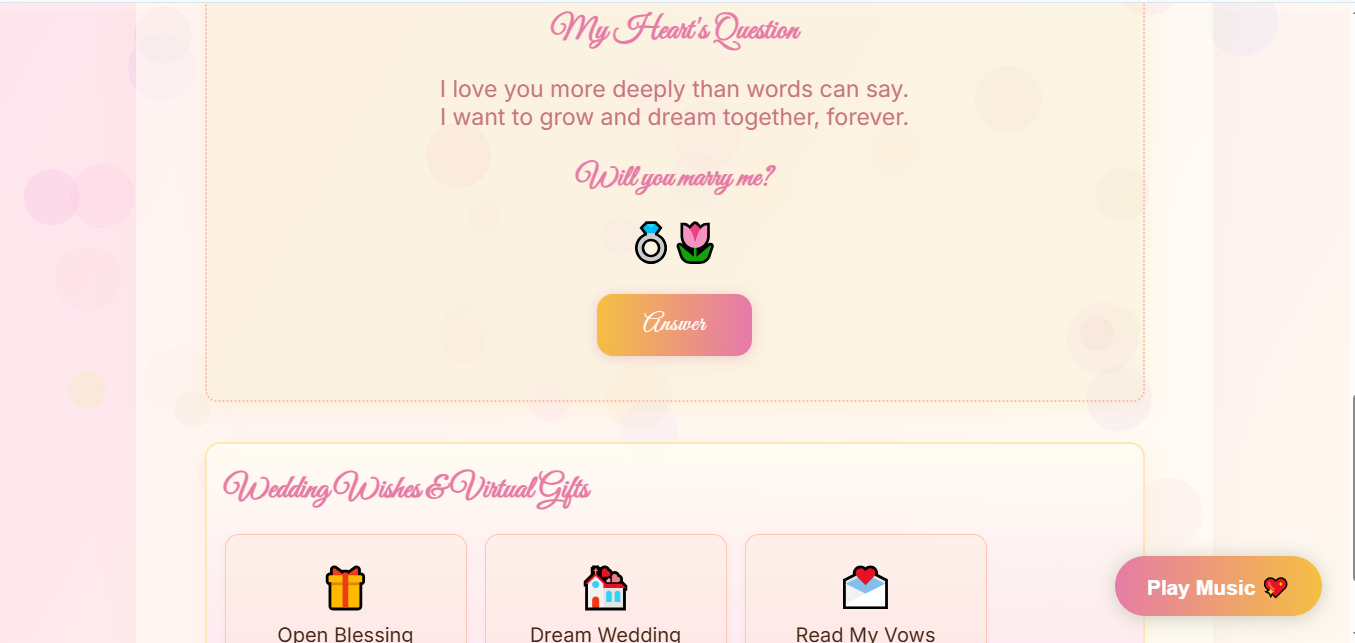 My Heart's Question
I love you more deeply than words can say.
I want to grow and dream together, forever.
Will you marry me?
Answer
Wedding Wishes & Virtual Gifts
Open Blessing
Dream Wedding
Read My Vows
Play Music